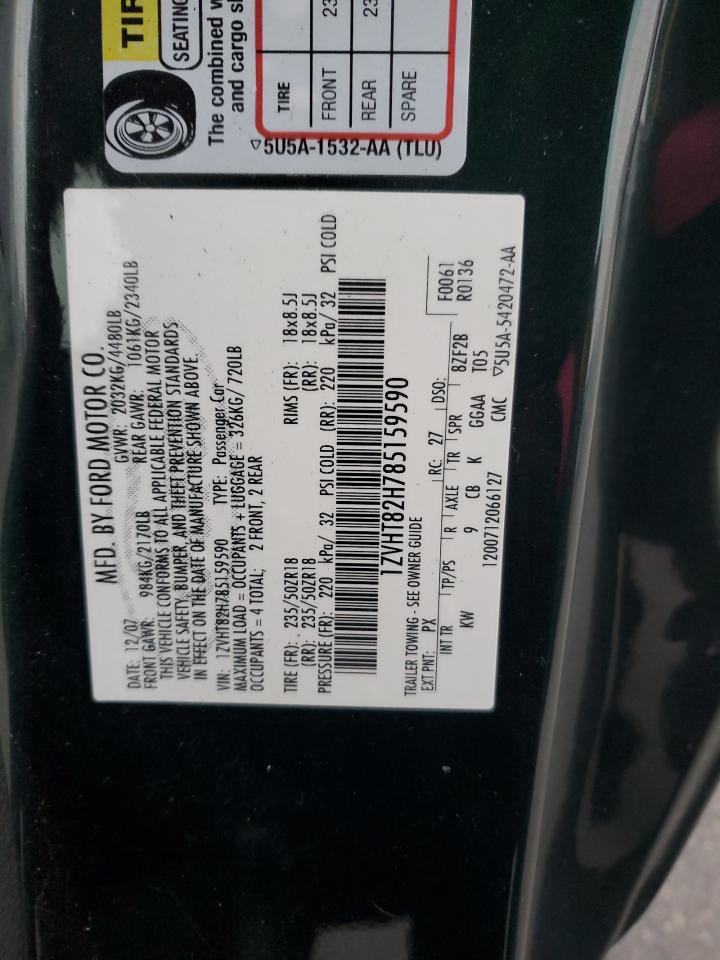 TIR
SEATING
The combined w
and cargo s
TIRE
FRONT 23
REAR 23
SPARE
▽5U5A-1532-AA (TLU)
MFD. BY FORD MOTOR CO.
DATE: 12/07 GVWR: 2032KG/4480LB
FRONT GAWR: 984KG/2170LB REAR GAWR: 1061KG/2340LB
THIS VEHICLE CONFORMS TO ALL APPLICABLE FEDERAL MOTOR
VEHICLE SAFETY, BUMPER, AND THEFT PREVENTION STANDARDS
IN EFFECT ON THE DATE OF MANUFACTURE SHOWN ABOVE.
VIN: 1ZVHT82H785159590 TYPE: Passenger Car
MAXIMUM LOAD = OCCUPANTS + LUGGAGE = 326KG/ 720LB
OCCUPANTS = 4 TOTAL; 2 FRONT, 2 REAR
TIRE (FR): 235/50ZR18 RIMS (FR): 18x8.5J
(RR): 235/50ZR18 (RR): 18x8.5J
PRESSURE (FR): 220 kPa/ 32 PSI COLD (RR): 220 kPa/ 32 PSI COLD
1ZVHT82H785159590
TRAILER TOWING - SEE OWNER GUIDE
EXT PNT: PX RC: 27 DSO: F0061
R0136
INT TR TP/PS R AXLE TR SPR 8ZF2B
KW 9 CB K GGAA T05
1200712066127 CMC ▽5U5A-5420472-AA